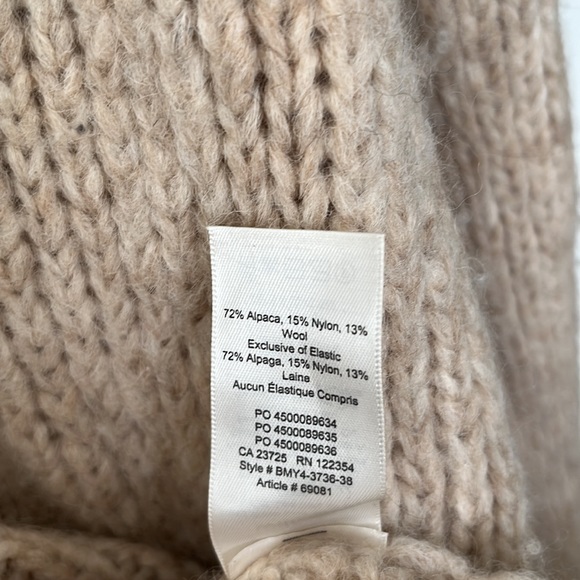 72% Alpaca, 15% Nylon, 13%
Wool
Exclusive of Elastic
72% Alpaga, 15% Nylon, 13%
Laine
Aucun Élastique Compris
PO 4500089634
PO 4500089635
PO 4500089636
CA 23725 RN 122354
Style # BMY4-3736-38
Article # 69081